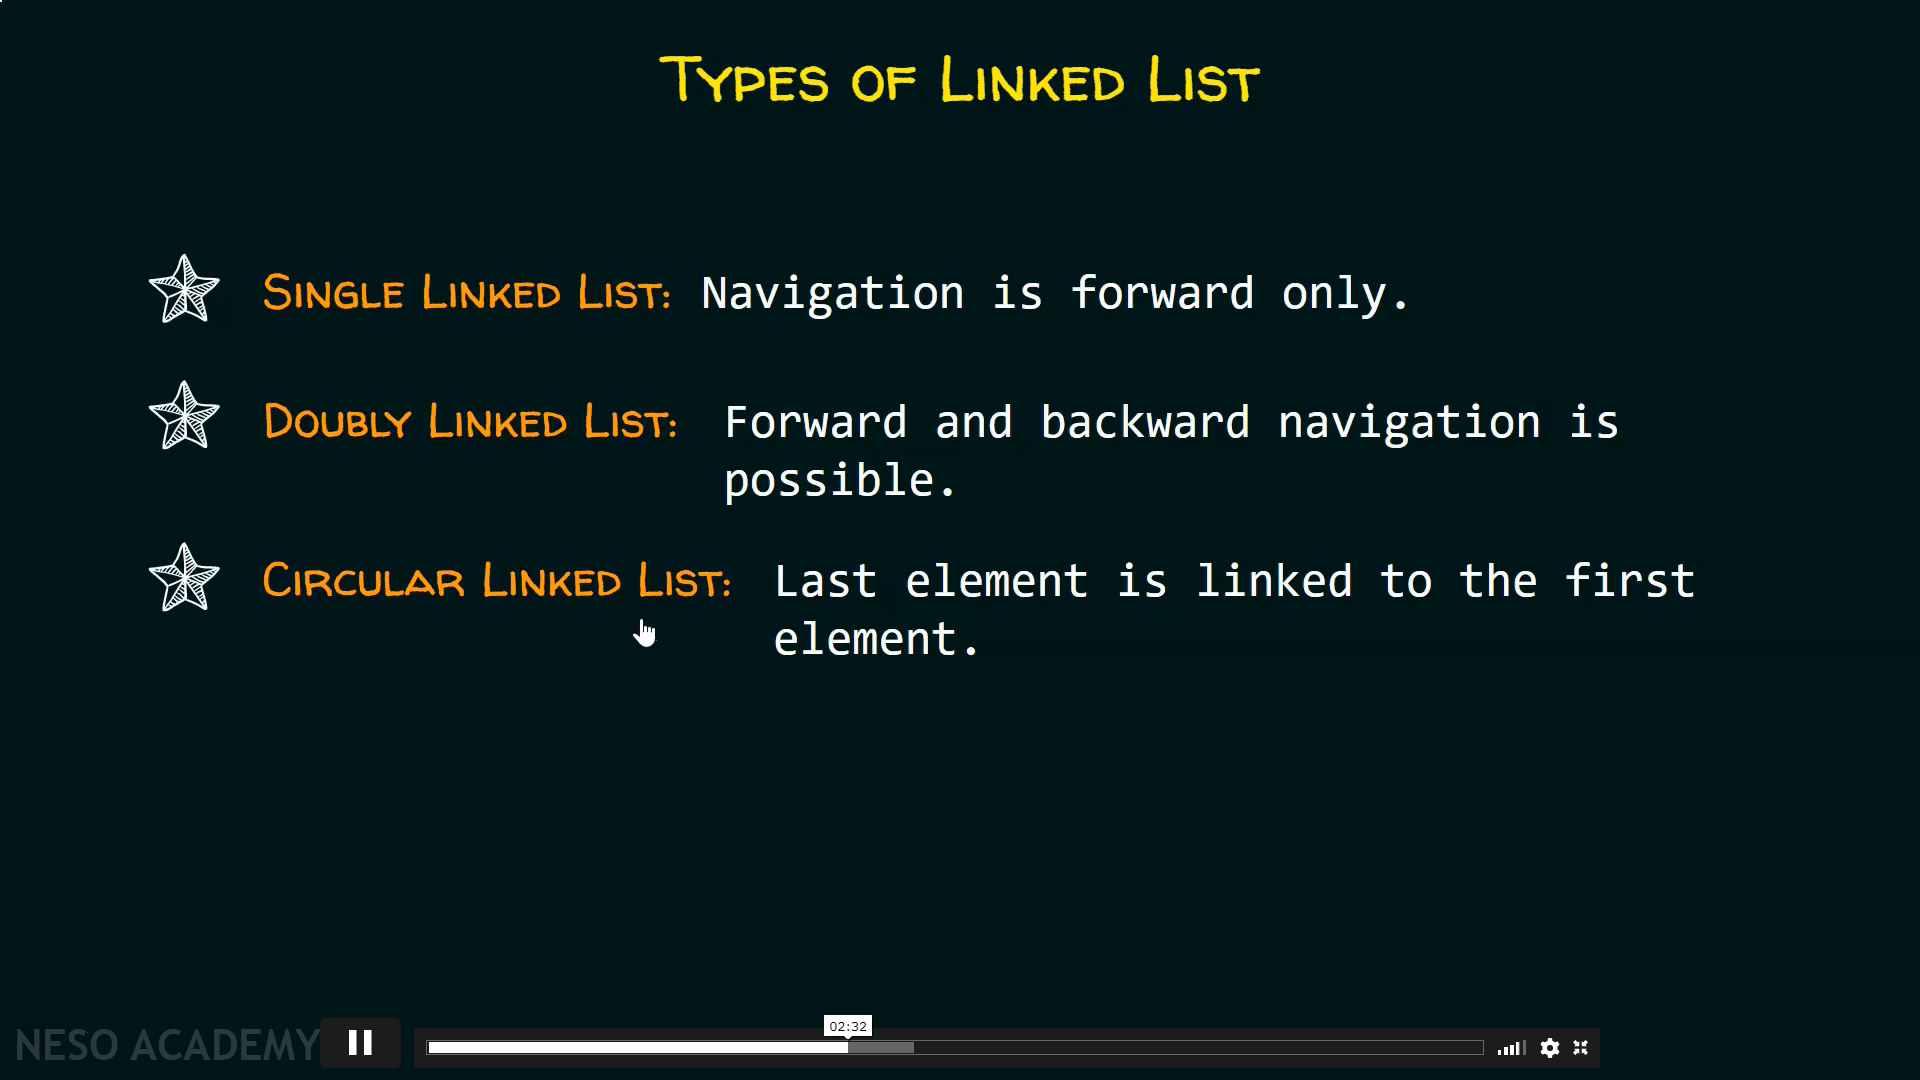 Types of Linked List
Single Linked List: Navigation is forward only.
Doubly Linked List: Forward and backward navigation is
possible.
Circular Linked List: Last element is linked to the first
element.
02:32
NESO ACADEMY